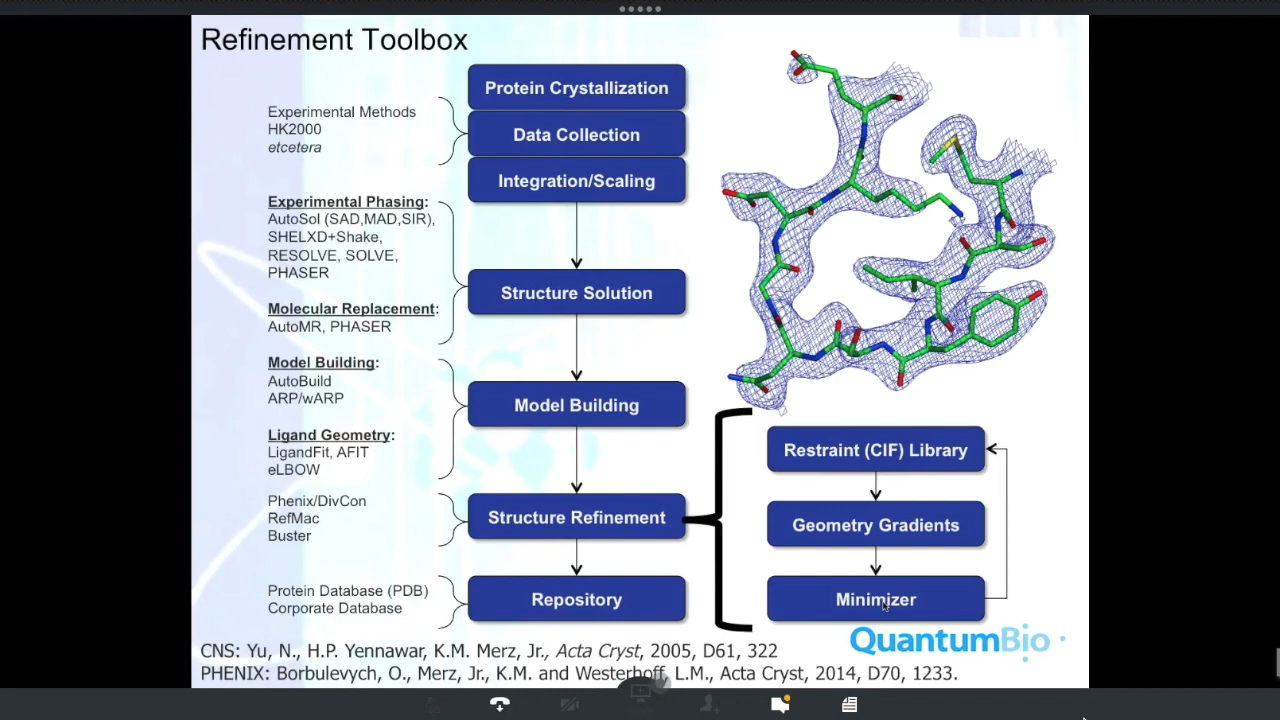 Refinement Toolbox
Protein Crystallization
Data Collection
Integration/Scaling
Structure Solution
Model Building
Structure Refinement
Repository
Experimental Methods
HK2000
etcetera
Experimental Phasing:
AutoSol (SAD,MAD,SIR),
SHELXD+Shake,
RESOLVE, SOLVE,
PHASER
Molecular Replacement:
AutoMR, PHASER
Model Building:
AutoBuild
ARP/wARP
Ligand Geometry:
LigandFit, AFIT
eLBOW
Phenix/DivCon
RefMac
Buster
Protein Database (PDB)
Corporate Database
Restraint (CIF) Library
Geometry Gradients
Minimizer
QuantumBio
CNS: Yu, N., H.P. Yennawar, K.M. Merz, Jr., Acta Cryst, 2005, D61, 322
PHENIX: Borbulevych, O., Merz, Jr., K.M. and Westerhoff, L.M., Acta Cryst, 2014, D70, 1233.